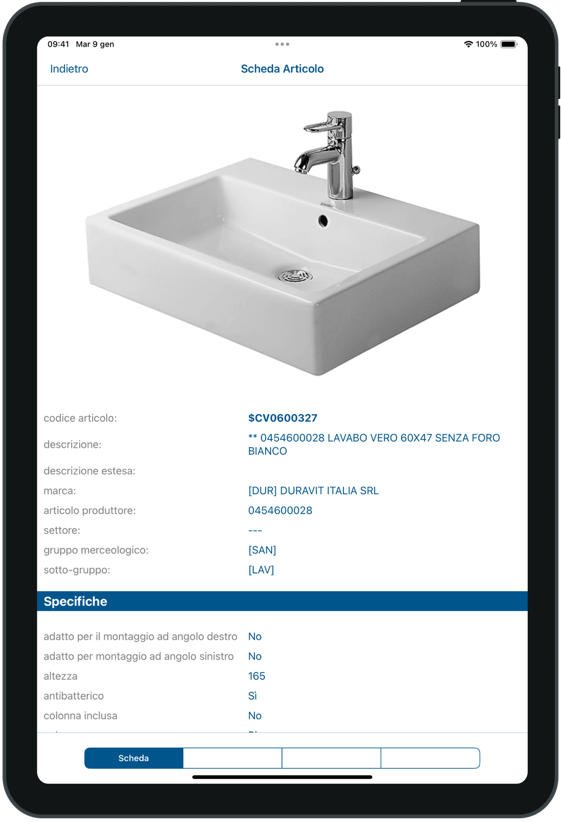 09:41 Mar 9 gen
100%
Indietro
Scheda Articolo
codice articolo: $CV0600327
descrizione: ** 0454600028 LAVABO VERO 60X47 SENZA FORO
BIANCO
descrizione estesa:
marca: [DUR] DURAVIT ITALIA SRL
articolo produttore: 0454600028
settore: ---
gruppo merceologico: [SAN]
sotto-gruppo: [LAV]
Specifiche
adatto per il montaggio ad angolo destro No
adatto per montaggio ad angolo sinistro No
altezza 165
antibatterico Sì
colonna inclusa No
Scheda